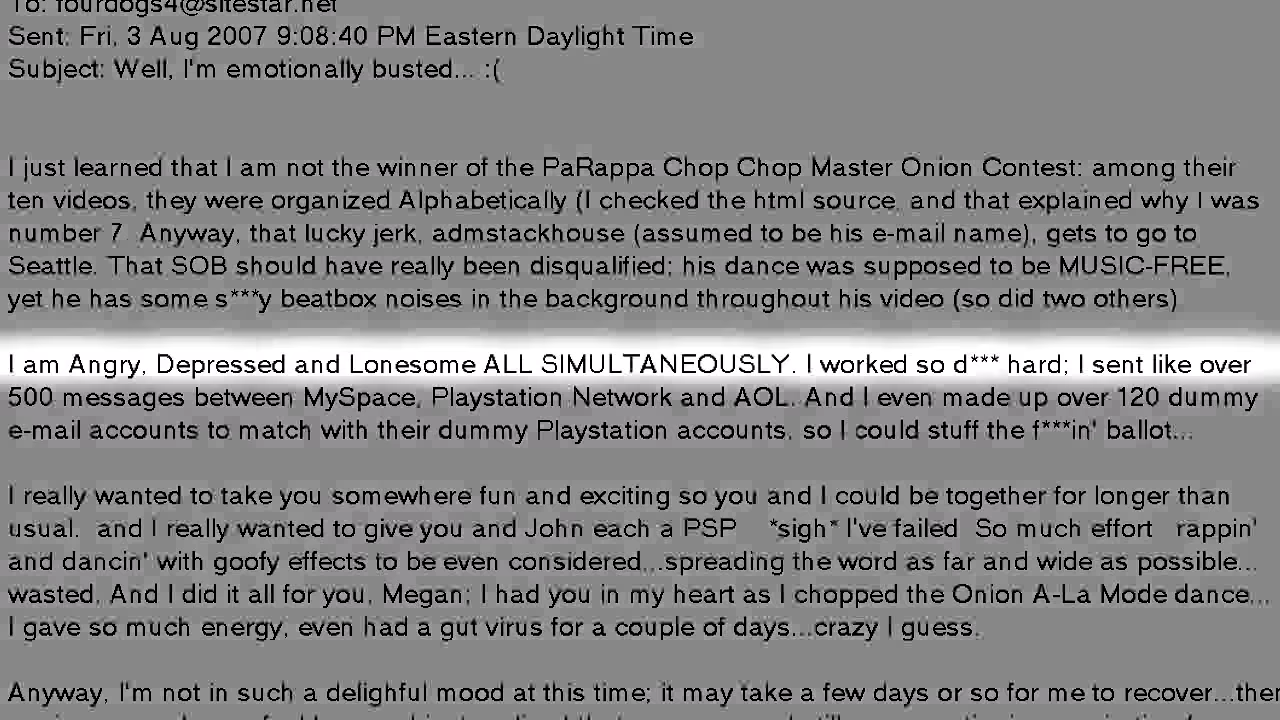 To: fourdogs4@sitestar.net
Sent: Fri, 3 Aug 2007 9:08:40 PM Eastern Daylight Time
Subject: Well, I'm emotionally busted... :(
I just learned that I am not the winner of the PaRappa Chop Chop Master Onion Contest: among their
ten videos, they were organized Alphabetically (I checked the html source, and that explained why I was
number 7. Anyway, that lucky jerk, admstackhouse (assumed to be his e-mail name), gets to go to
Seattle. That SOB should have really been disqualified; his dance was supposed to be MUSIC-FREE,
yet he has some s***y beatbox noises in the background throughout his video (so did two others)
I am Angry, Depressed and Lonesome ALL SIMULTANEOUSLY. I worked so d*** hard; I sent like over
500 messages between MySpace, Playstation Network and AOL. And I even made up over 120 dummy
e-mail accounts to match with their dummy Playstation accounts, so I could stuff the f***in' ballot...
I really wanted to take you somewhere fun and exciting so you and I could be together for longer than
usual.. and I really wanted to give you and John each a PSP *sigh* I've failed So much effort rappin'
and dancin' with goofy effects to be even considered...spreading the word as far and wide as possible...
wasted. And I did it all for you, Megan; I had you in my heart as I chopped the Onion A-La Mode dance...
I gave so much energy, even had a gut virus for a couple of days...crazy I guess.
Anyway, I'm not in such a delighful mood at this time; it may take a few days or so for me to recover...then